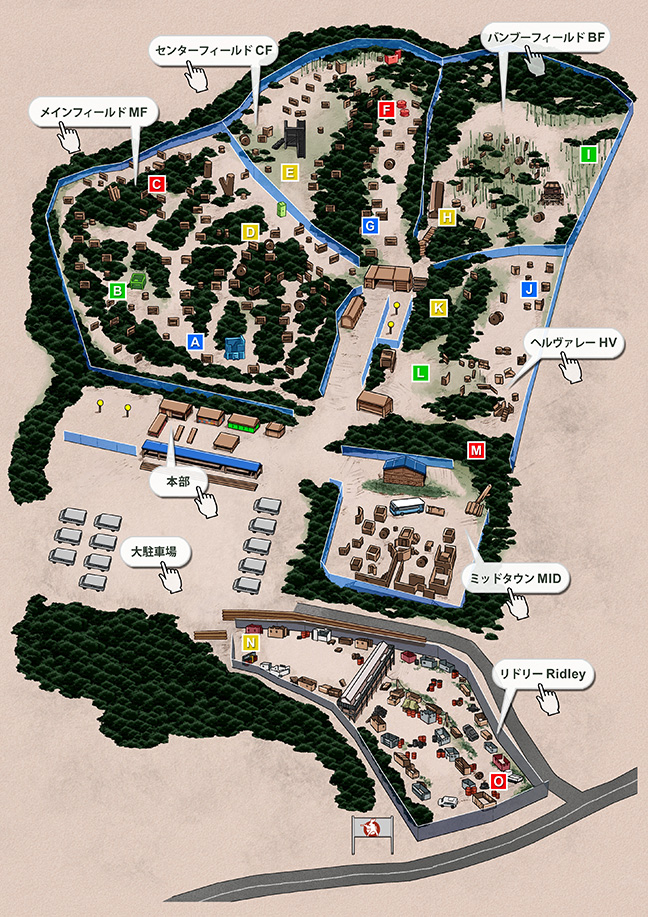 センターフィールド CF
バンブーフィールド BF
メインフィールド MF
F
I
E
C
H
G
D
B
J
K
A
ヘルヴァレー HV
L
M
本部
大駐車場
ミッドタウン MID
N
リドリー Ridley
O